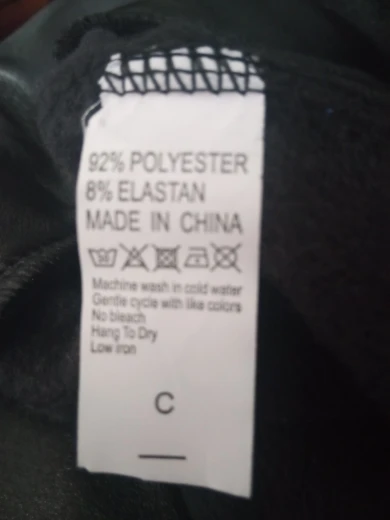 92% POLYESTER
8% ELASTAN
MADE IN CHINA
Machine wash in cold water
Gentle cycle with like colors
No bleach
Hang To Dry
Low iron
C